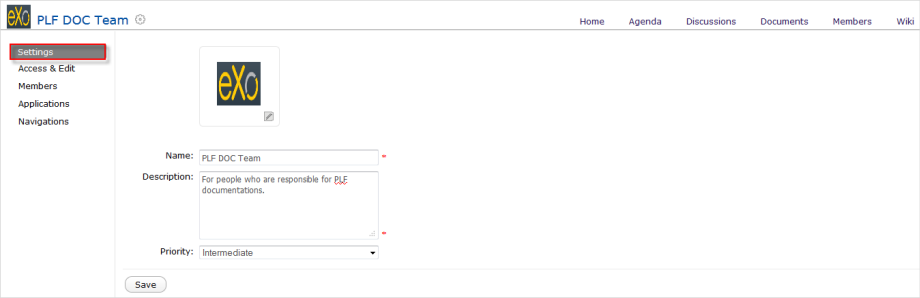 eXo PLF DOC Team
Home Agenda Discussions Documents Members Wiki
Settings
Access & Edit
Members
Applications
Navigations
eXo
Name: PLF DOC Team *
Description: For people who are responsible for PLF
documentations. *
Priority: Intermediate
Save